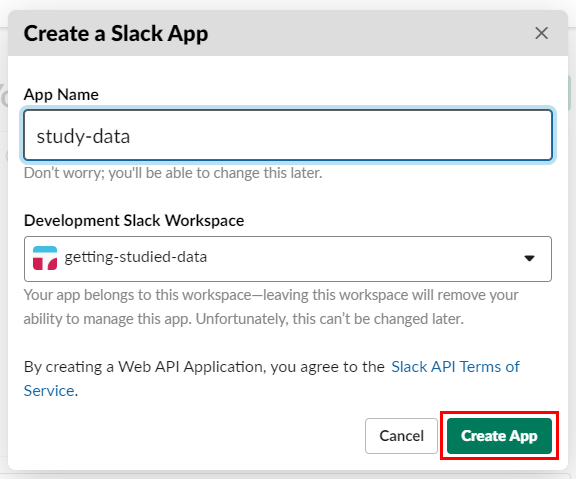 Create a Slack App
App Name
study-data
Don't worry; you'll be able to change this later.
Development Slack Workspace
getting-studied-data
Your app belongs to this workspace—leaving this workspace will remove your
ability to manage this app. Unfortunately, this can't be changed later.
By creating a Web API Application, you agree to the Slack API Terms of
Service.
Cancel
Create App